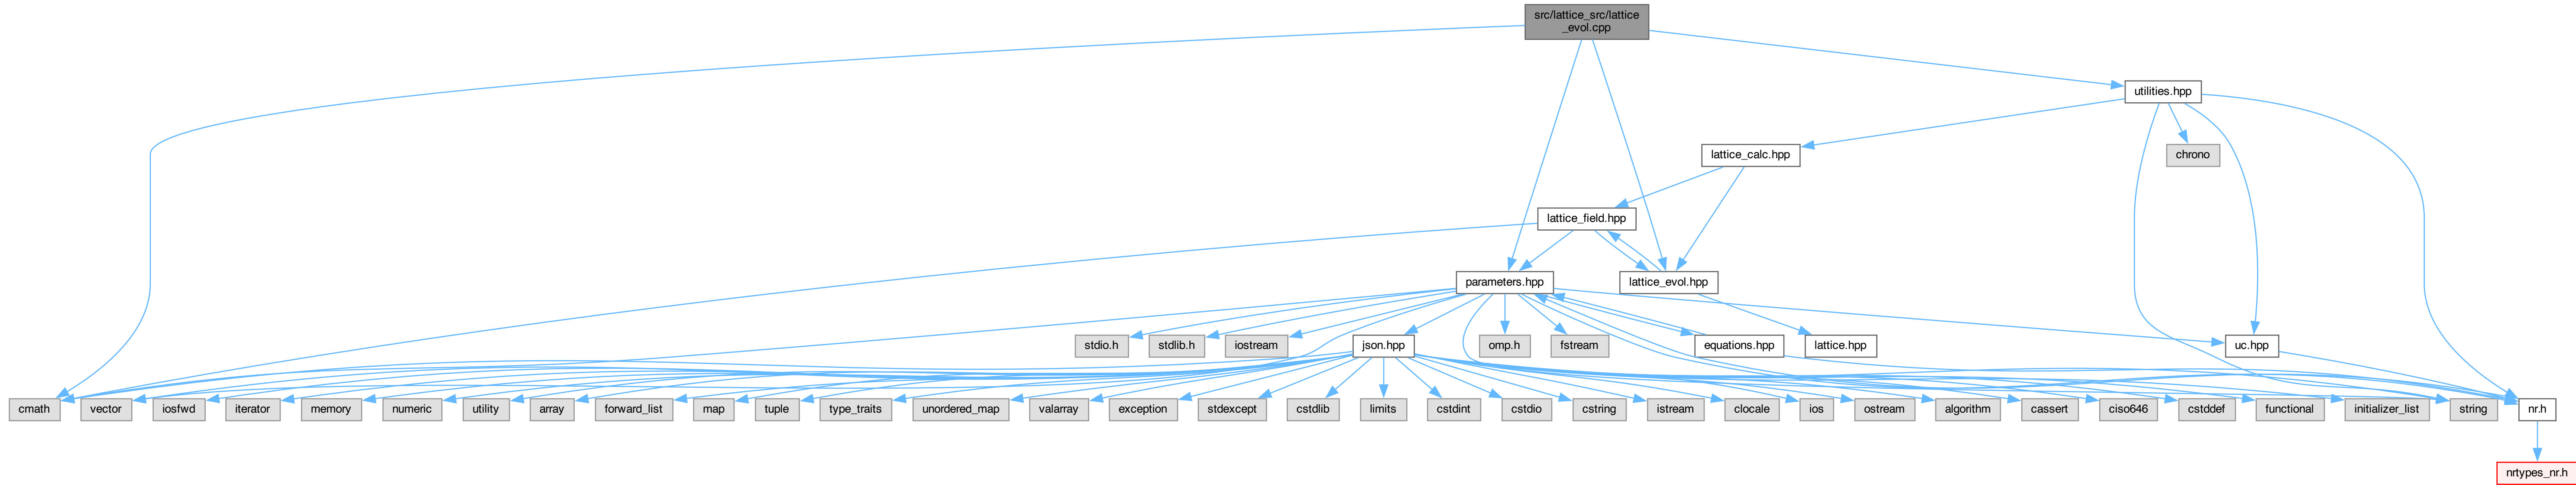 src/lattice_src/lattice
_evol.cpp
utilities.hpp
lattice_calc.hpp
chrono
lattice_field.hpp
parameters.hpp
lattice_evol.hpp
stdio.h
stdlib.h
iostream
json.hpp
omp.h
fstream
equations.hpp
lattice.hpp
uc.hpp
cmath
vector
iosfwd
iterator
memory
numeric
utility
array
forward_list
map
tuple
type_traits
unordered_map
valarray
exception
stdexcept
cstdlib
limits
cstdint
cstdio
cstring
istream
clocale
ios
ostream
algorithm
cassert
ciso646
cstddef
functional
initializer_list
string
nr.h
nrtypes_nr.h